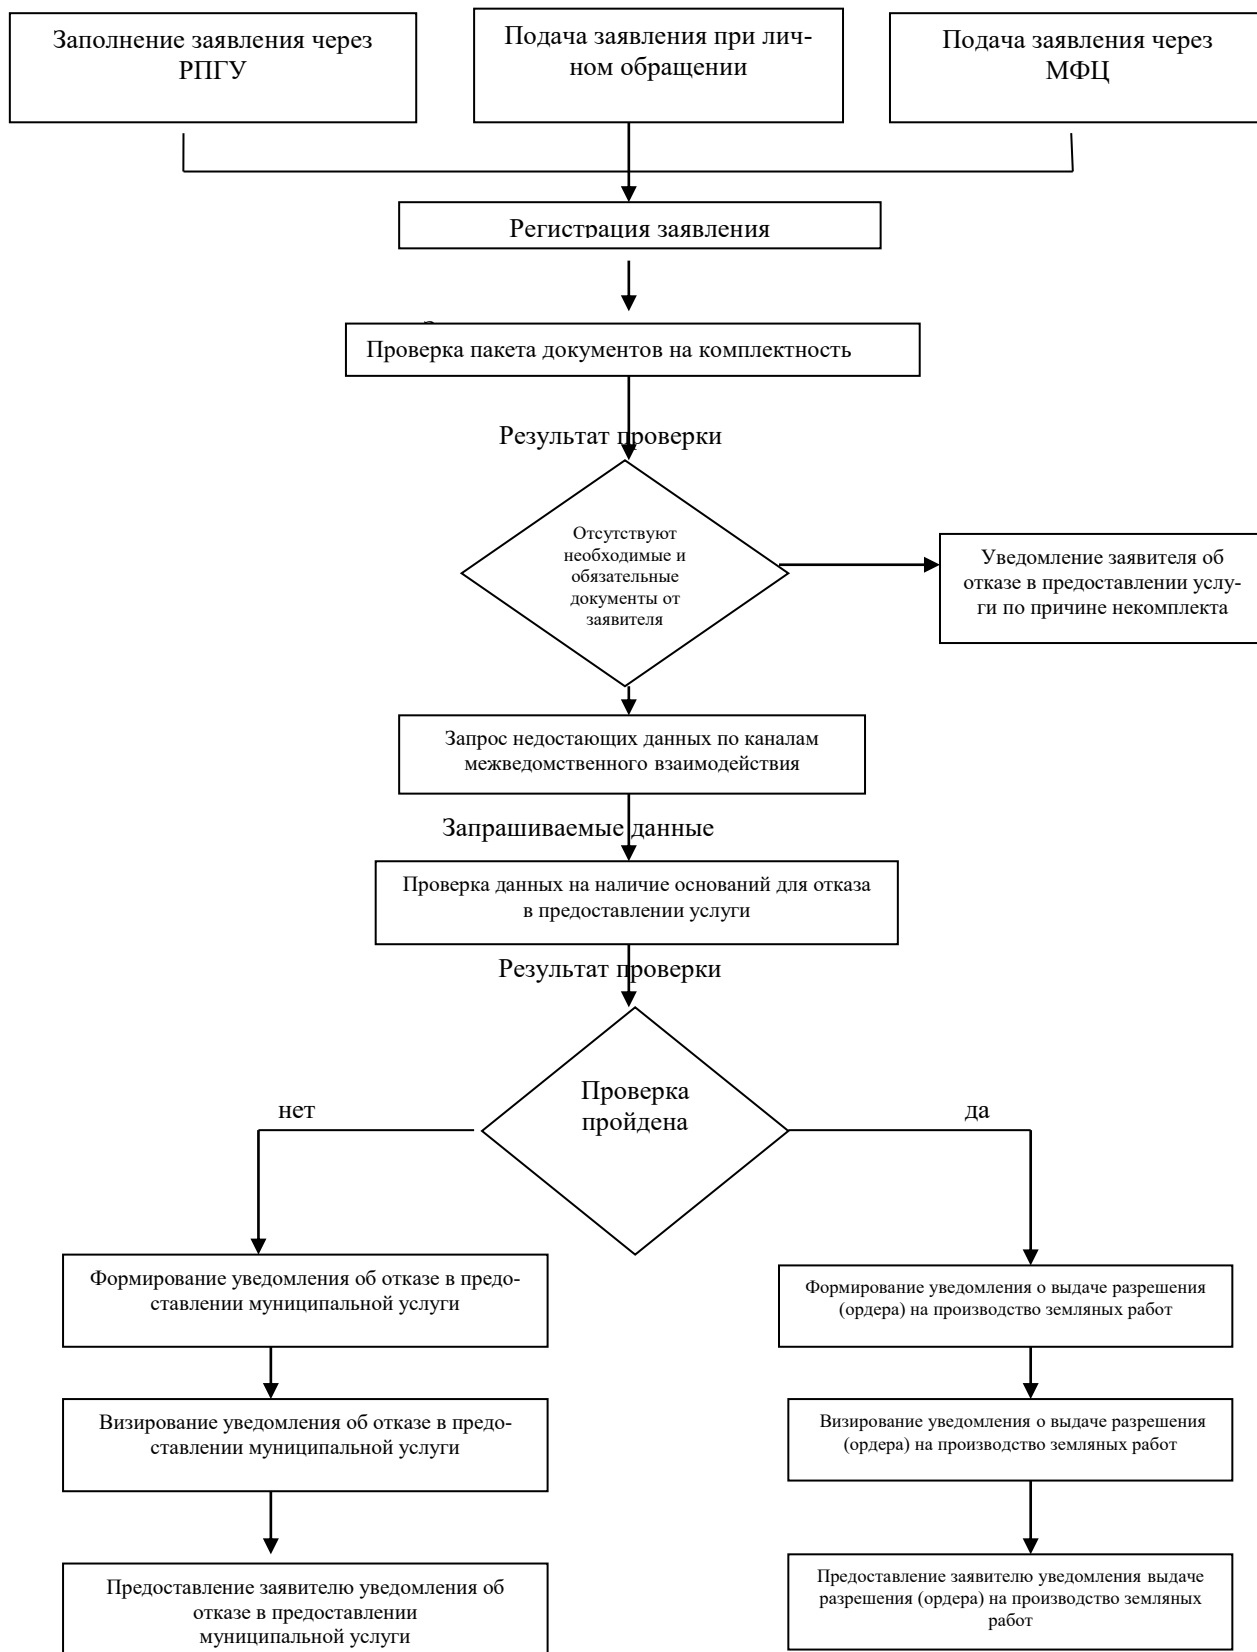 Заполнение заявления через
РПГУ
Подача заявления при лич-
ном обращении
Подача заявления через
МФЦ
Регистрация заявления
Проверка пакета документов на комплектность
Результат проверки
Отсутствуют
необходимые и
обязательные
документы от
заявителя
Уведомление заявителя об
отказе в предоставлении услу-
ги по причине некомплекта
Запрос недостающих данных по каналам
межведомственного взаимодействия
Запрашиваемые данные
Проверка данных на наличие оснований для отказа
в предоставлении услуги
Результат проверки
Проверка
пройдена
нет
да
Формирование уведомления об отказе в предо-
ставлении муниципальной услуги
Формирование уведомления о выдаче разрешения
(ордера) на производство земляных работ
Визирование уведомления об отказе в предо-
ставлении муниципальной услуги
Визирование уведомления о выдаче разрешения
(ордера) на производство земляных работ
Предоставление заявителю уведомления об
отказе в предоставлении
муниципальной услуги
Предоставление заявителю уведомления выдаче
разрешения (ордера) на производство земляных
работ